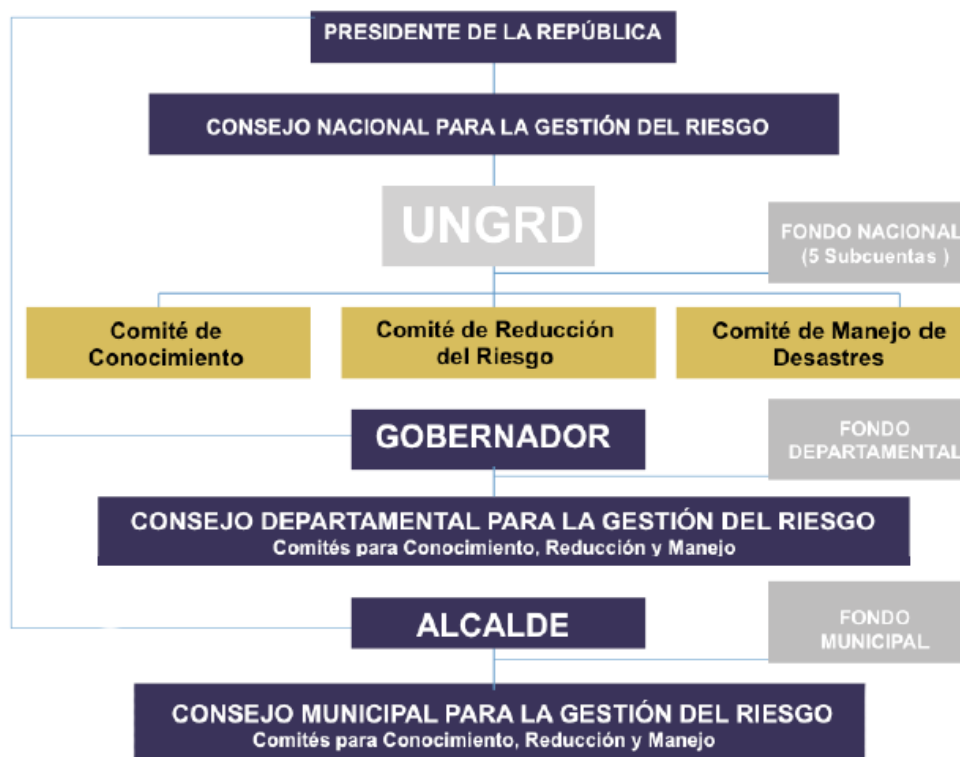 PRESIDENTE DE LA REPÚBLICA
CONSEJO NACIONAL PARA LA GESTIÓN DEL RIESGO
UNGRD
FONDO NACIONAL
(5 Subcuentas )
Comité de
Conocimiento
Comité de Reducción
del Riesgo
Comité de Manejo de
Desastres
GOBERNADOR
FONDO
DEPARTAMENTAL
CONSEJO DEPARTAMENTAL PARA LA GESTIÓN DEL RIESGO
Comités para Conocimiento, Reducción y Manejo
ALCALDE
FONDO
MUNICIPAL
CONSEJO MUNICIPAL PARA LA GESTIÓN DEL RIESGO
Comités para Conocimiento, Reducción y Manejo